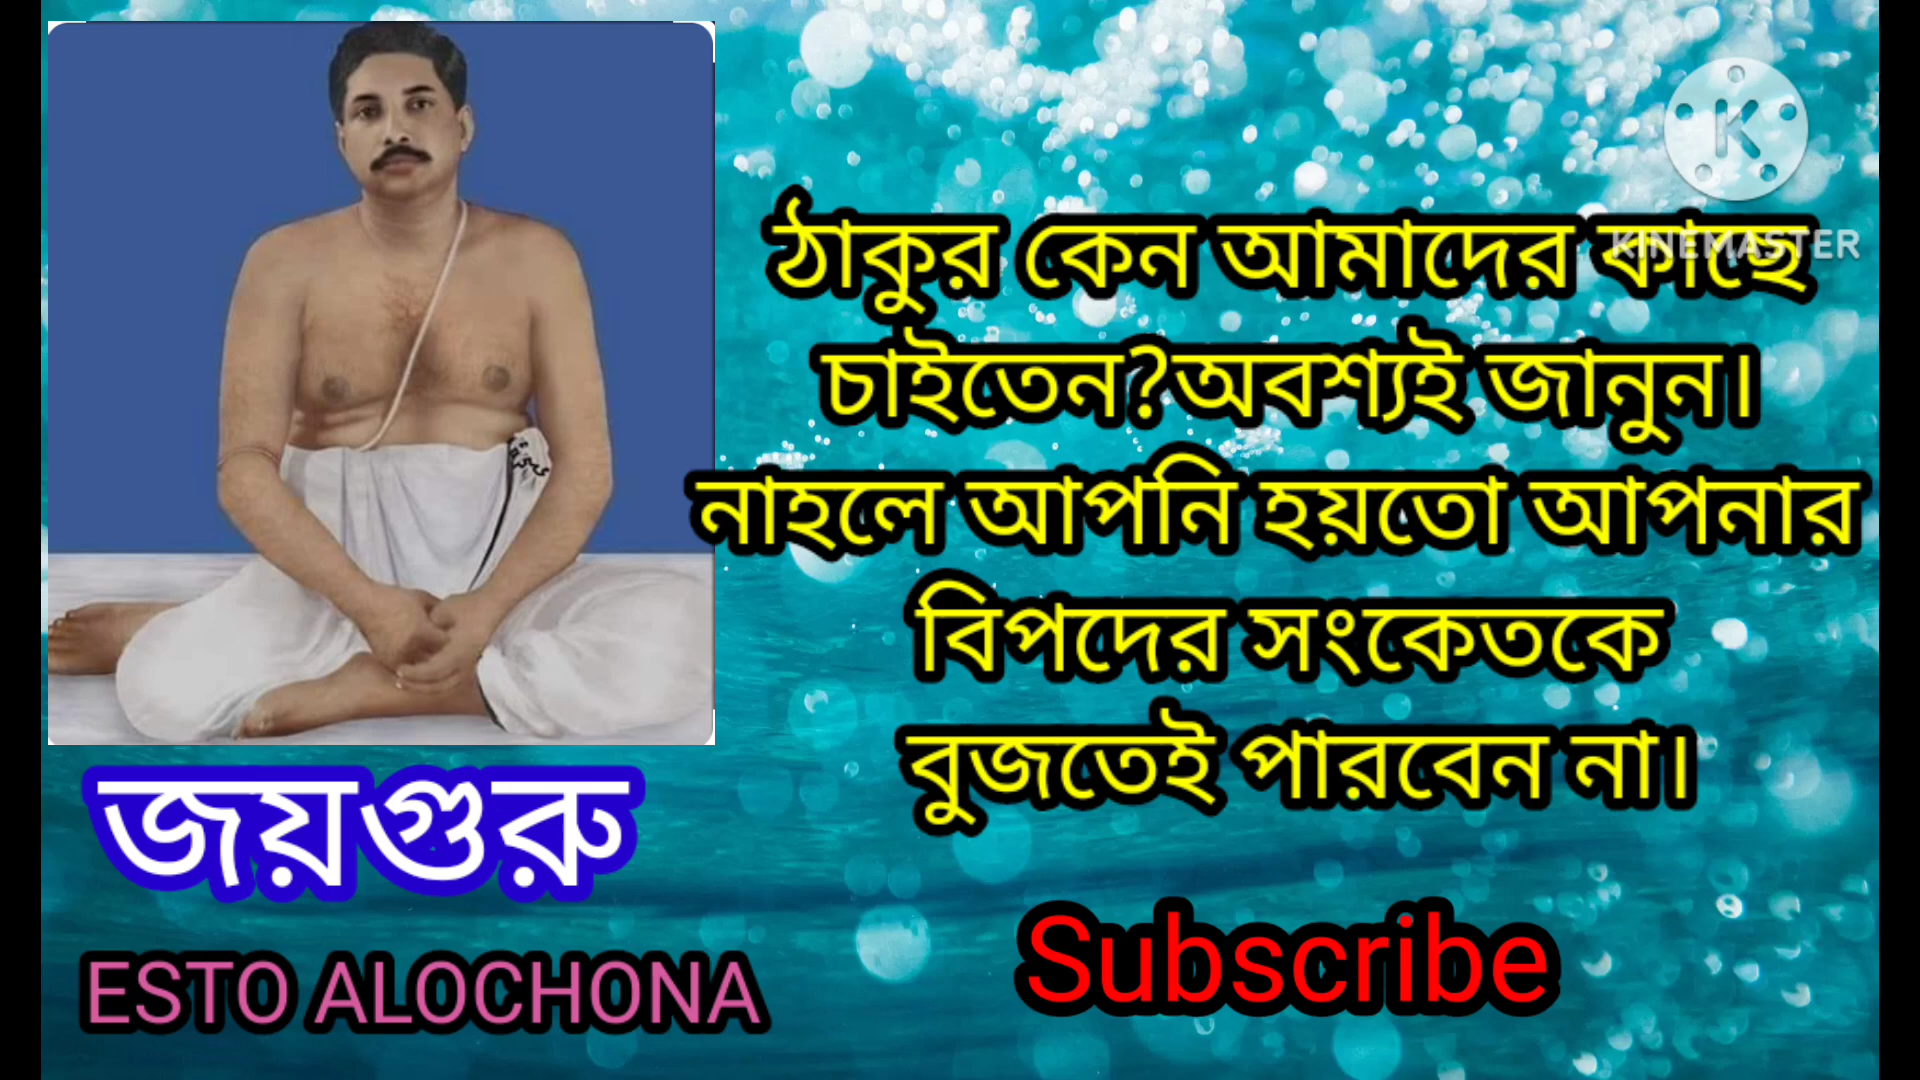 ঠাকুর কেন আমাদের কাছে
চাইতেন?অবশ্যই জানুন।
নাহলে আপনি হয়তো আপনার
বিপদের সংকেতকে
বুজতেই পারবেন না।
জয়গুরু
ESTO ALOCHONA
Subscribe
K
KINEMASTER